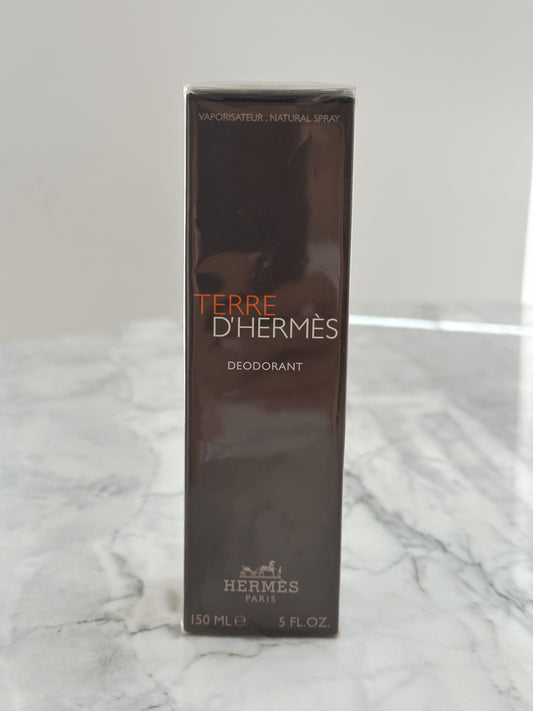 VAPORISATEUR . NATURAL SPRAY
TERRE
D'HERMÈS
DEODORANT
HERMÈS
PARIS
150 ML℮ 5 FL.OZ.